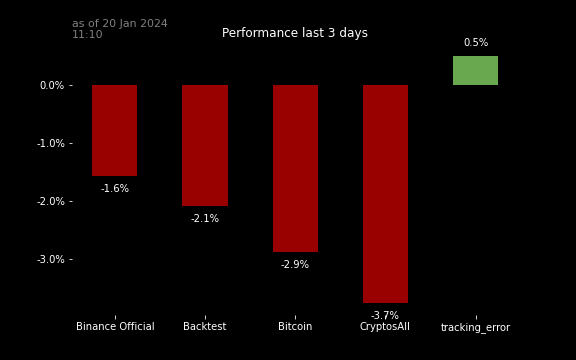 as of 20 Jan 2024
11:10
Performance last 3 days
0.5%
0.0%
-1.0%
-1.6%
-2.0%
-2.1%
-2.9%
-3.0%
-3.7%
Binance Official
Backtest
Bitcoin
CryptosAll
tracking_error